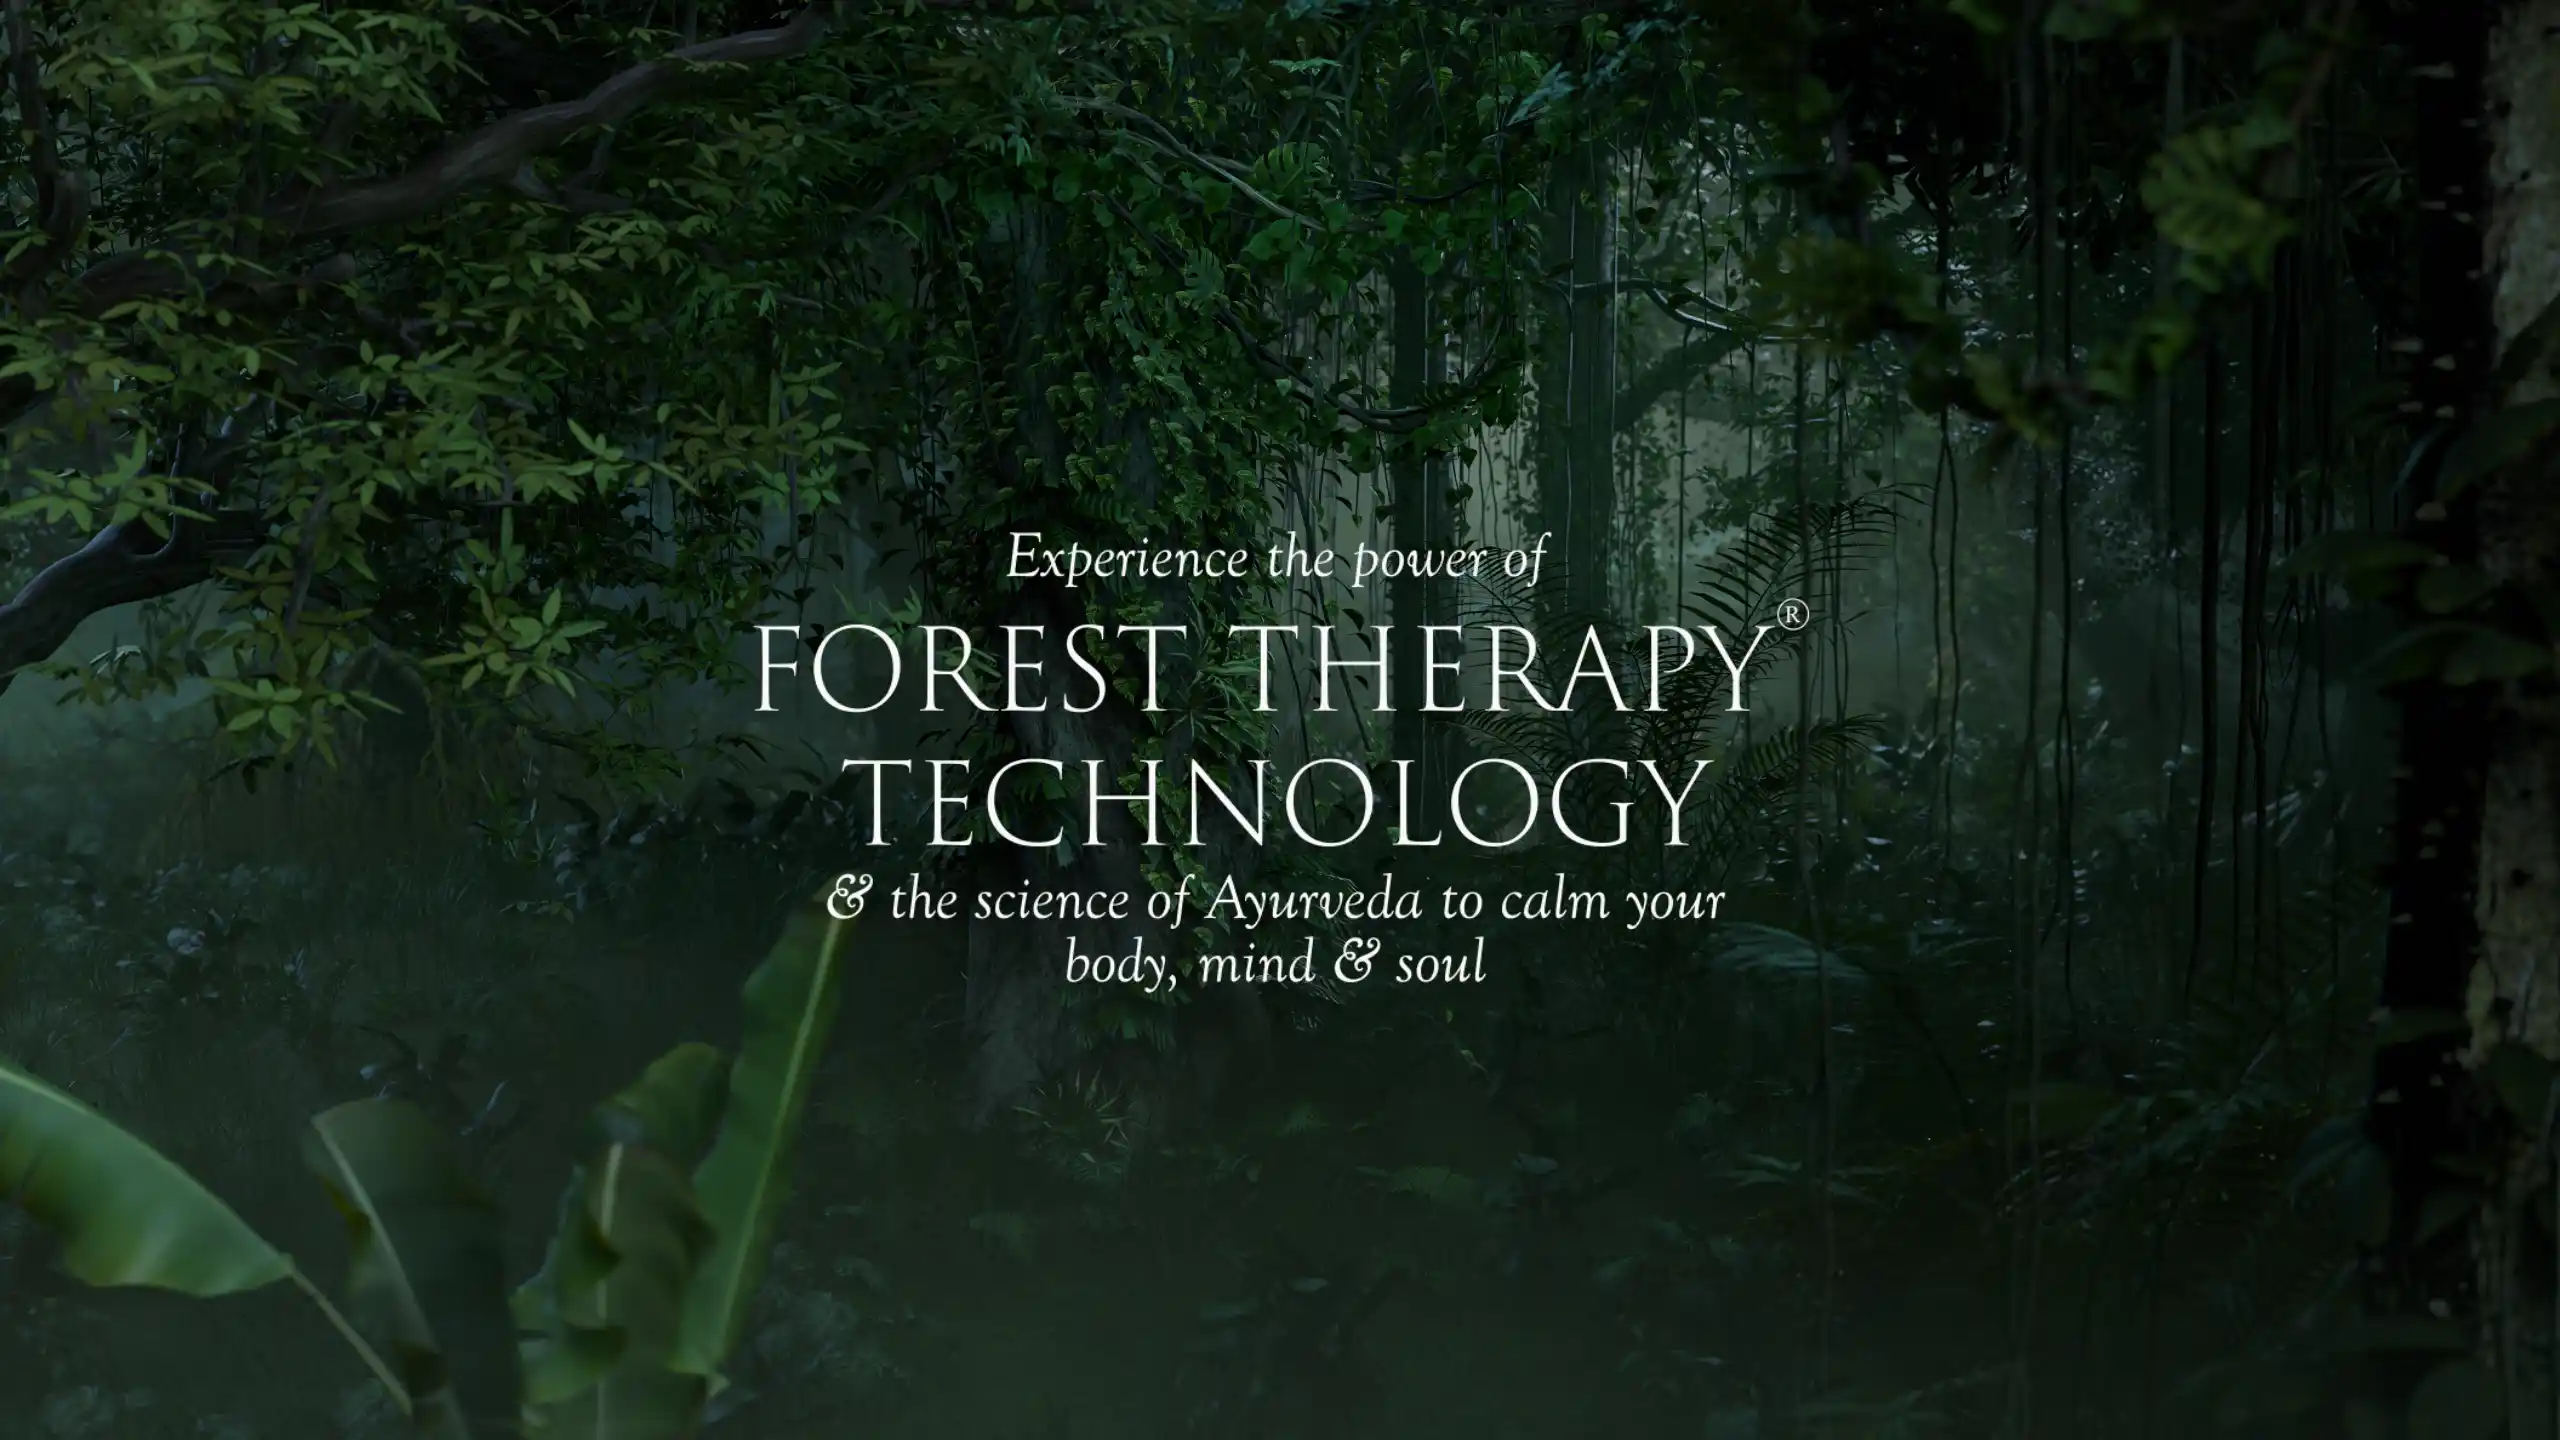 Experience the power of
FOREST THERAPY®
TECHNOLOGY
& the science of Ayurveda to calm your
body, mind & soul